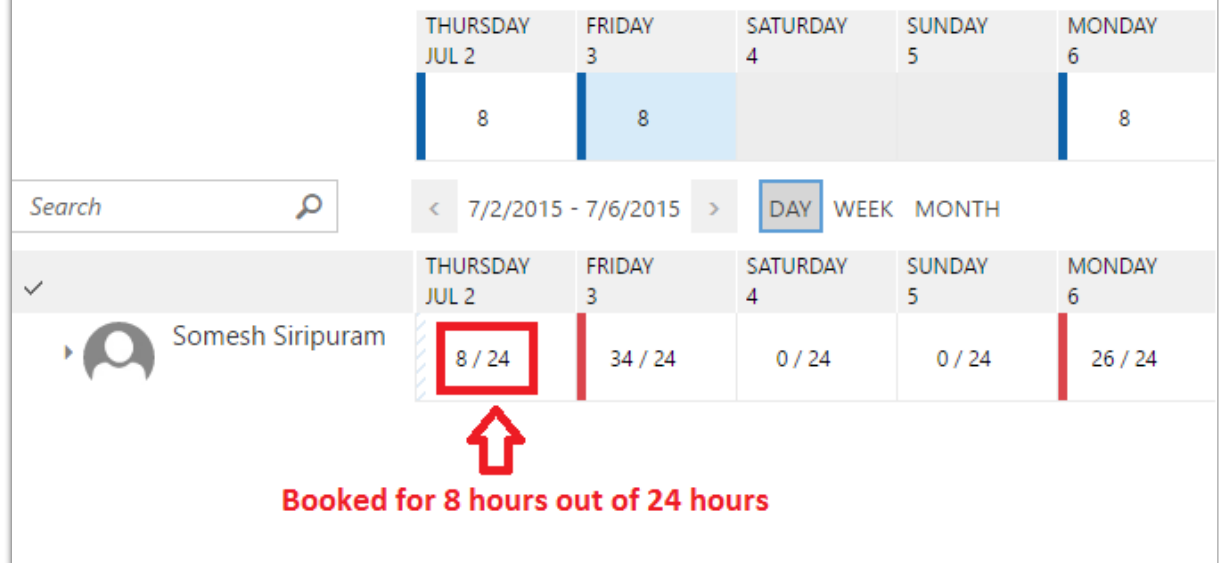 THURSDAY FRIDAY SATURDAY SUNDAY MONDAY
JUL 2 3 4 5 6
8 8 8
Search 7/2/2015 - 7/6/2015 DAY WEEK MONTH
THURSDAY FRIDAY SATURDAY SUNDAY MONDAY
JUL 2 3 4 5 6
Somesh Siripuram
8 / 24 34 / 24 0 / 24 0 / 24 26 / 24
Booked for 8 hours out of 24 hours